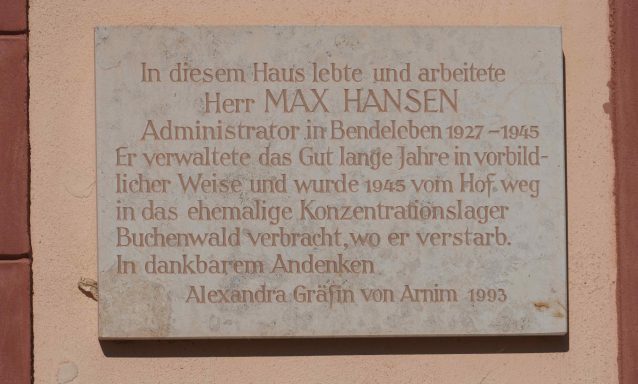 In diesem Haus lebte und arbeitete
Herr MAX HANSEN
Administrator in Bendeleben 1927 – 1945
Er verwaltete das Gut lange Jahre in vorbild-
licher Weise und wurde 1945 vom Hof weg
in das ehemalige Konzentrationslager
Buchenwald verbracht, wo er verstarb.
In dankbarem Andenken
Alexandra Gräfin von Arnim 1993